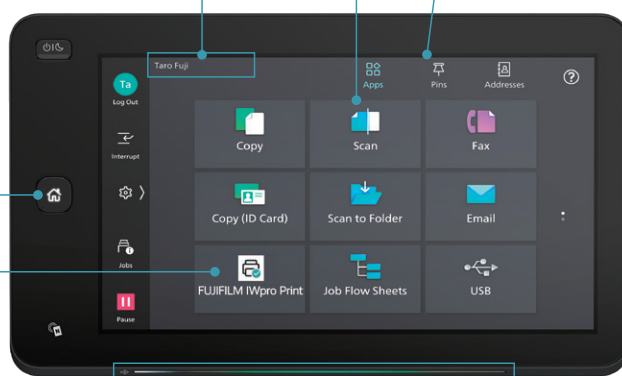 Taro Fuji
Apps
Pins
Addresses
?
Ta
Log Out
Interrupt
Jobs
Pause
Copy
Scan
Fax
Copy (ID Card)
Scan to Folder
Email
FUJIFILM IWpro Print
Job Flow Sheets
USB